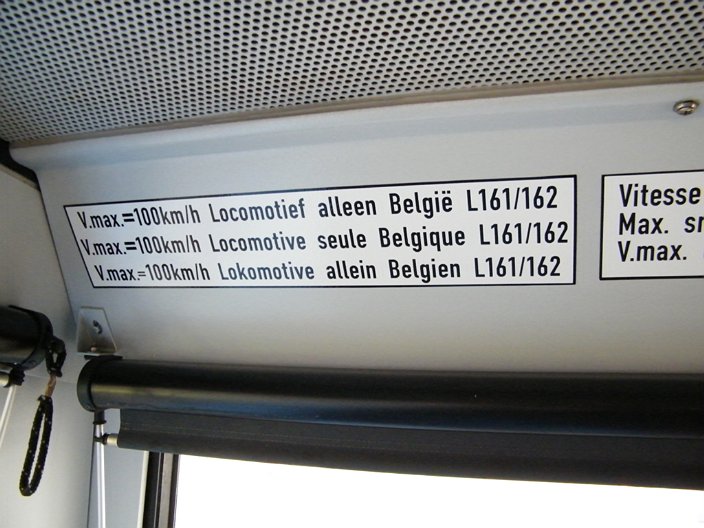 V.max.=100km/h Locomotief alleen België L161/162
V.max.=100km/h Locomotive seule Belgique L161/162
V.max.=100km/h Lokomotive allein Belgien L161/162
Vitesse
Max.
V.max.